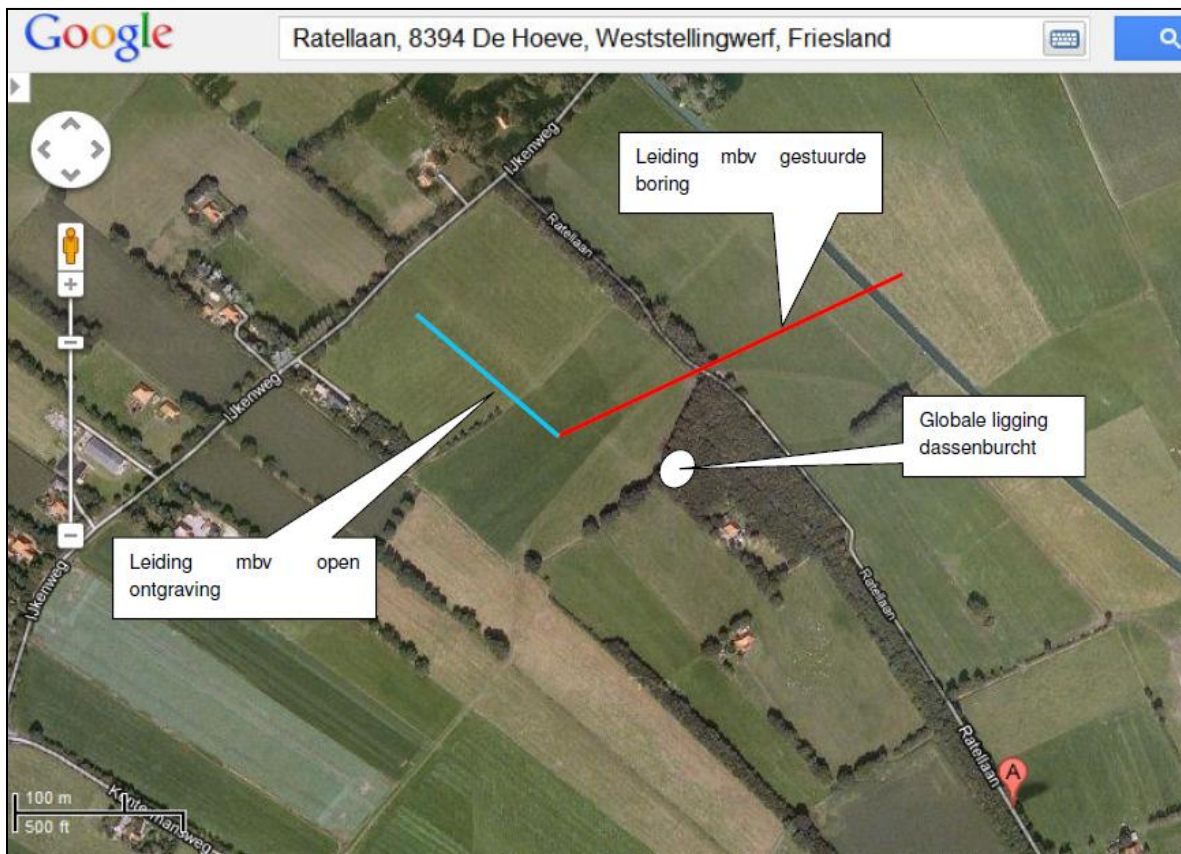 Google
Ratellaan, 8394 De Hoeve, Weststellingwerf, Friesland
IJkenweg
Leiding mbv gestuurde
boring
Ratellaan
IJkenweg
Globale ligging
dassenburcht
Leiding mbv open
ontgraving
IJkenweg
Ratellaan
Ratellaan
A
100 m
500 ft
Kontermansweg